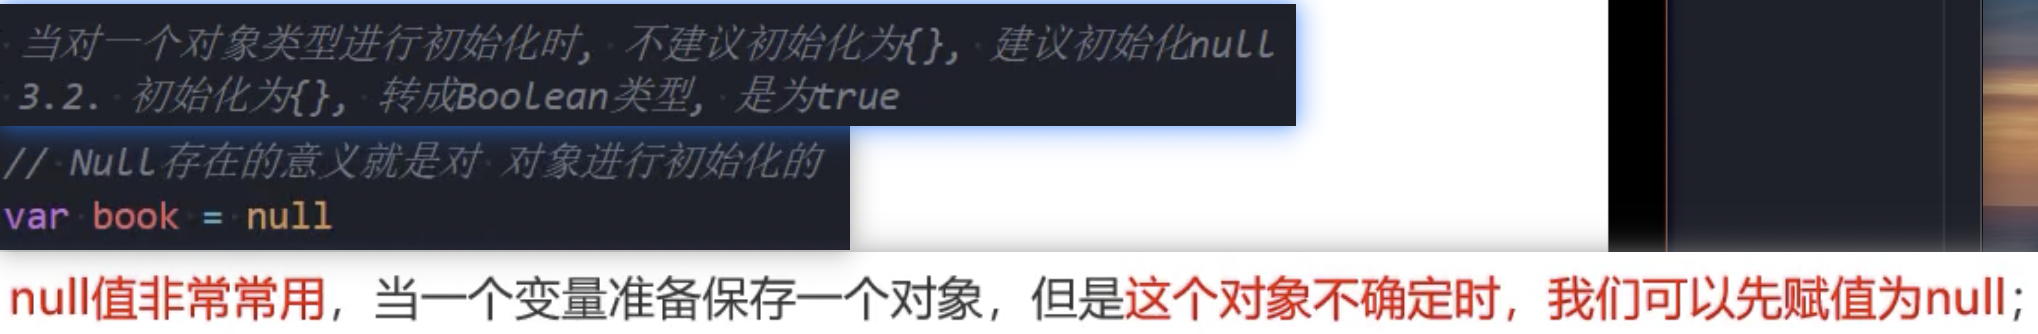 当对一个对象类型进行初始化时, 不建议初始化为{}, 建议初始化null
3.2. 初始化为{}, 转成Boolean类型, 是为true
// Null存在的意义就是对 对象进行初始化的
var book = null
null值非常常用，当一个变量准备保存一个对象，但是这个对象不确定时，我们可以先赋值为null；